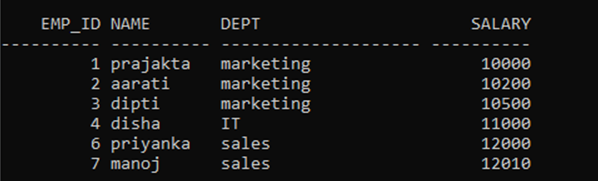 EMP_ID NAME DEPT SALARY
---------- ---------- -------------------- ----------
1 prajakta marketing 10000
2 aarati marketing 10200
3 dipti marketing 10500
4 disha IT 11000
6 priyanka sales 12000
7 manoj sales 12010